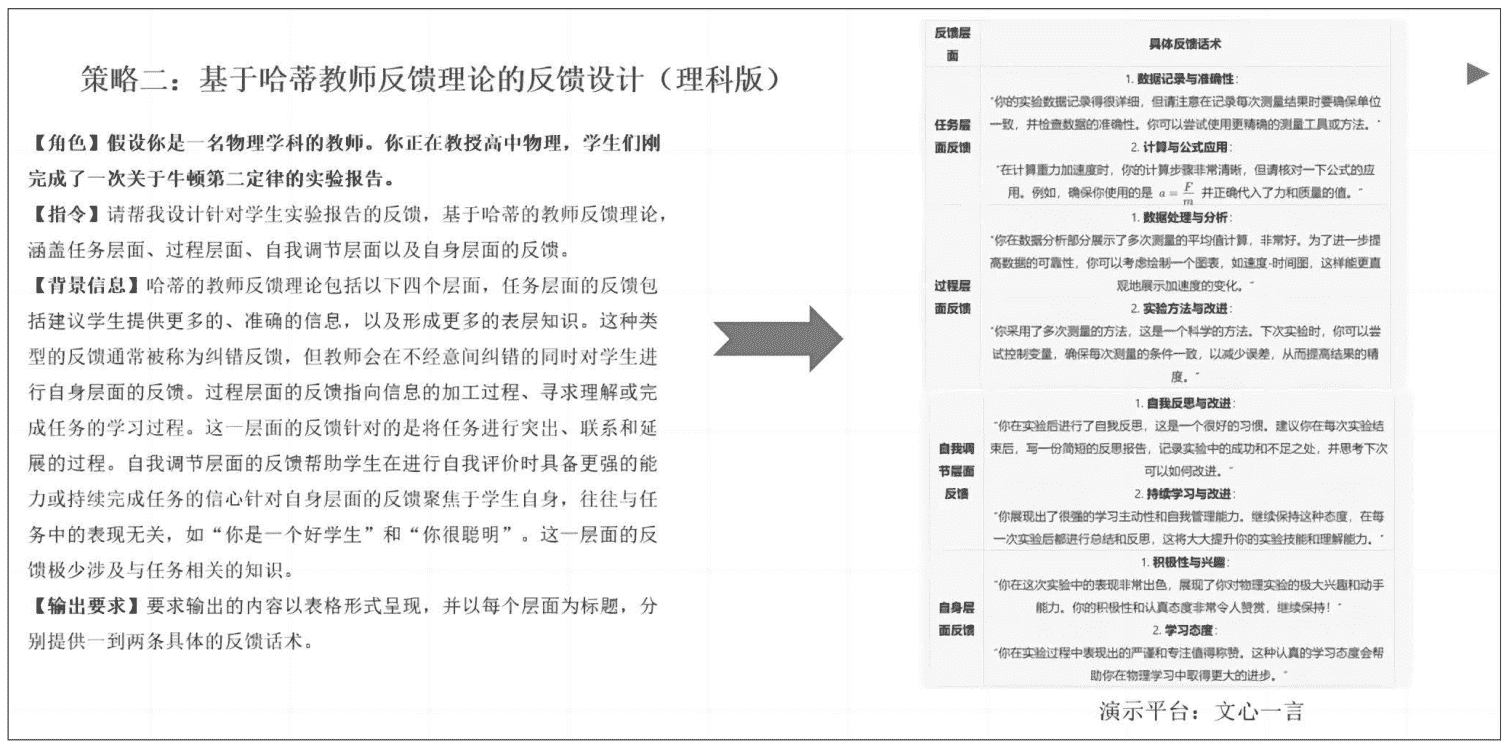 策略二：基于哈蒂教师反馈理论的反馈设计（理科版）
【角色】假设你是一名物理学科的教师。你正在教授高中物理，学生们刚
完成了一次关于牛顿第二定律的实验报告。
【指令】请帮我设计针对学生实验报告的反馈，基于哈蒂的教师反馈理论，
涵盖任务层面、过程层面、自我调节层面以及自身层面的反馈。
【背景信息】哈蒂的教师反馈理论包括以下四个层面，任务层面的反馈包
括建议学生提供更多的、准确的信息，以及形成更多的表层知识。这种类
型的反馈通常被称为纠错反馈，但教师会在不经意间纠错的同时对学生进
行自身层面的反馈。过程层面的反馈指向信息的加工过程、寻求理解或完
成任务的学习过程。这一层面的反馈针对的是将任务进行突出、联系和延
展的过程。自我调节层面的反馈帮助学生在进行自我评价时具备更强的能
力或持续完成任务的信心针对自身层面的反馈聚焦于学生自身，往往与任
务中的表现无关，如“你是一个好学生”和“你很聪明”。这一层面的反
馈极少涉及与任务相关的知识。
【输出要求】要求输出的内容以表格形式呈现，并以每个层面为标题，分
别提供一到两条具体的反馈话术。
反馈层
面
具体反馈话术
任务层
面反馈
1. 数据记录与准确性：
“你的实验数据记录得很详细，但请注意在记录每次测量结果时要确保单位
一致，并检查数据的准确性。你可以尝试使用更精确的测量工具或方法。”
2. 计算与公式应用：
“在计算重力加速度时，你的计算步骤非常清晰，但请核对一下公式的应
用。例如，确保你使用的是 a = F/m 并正确代入了力和质量的值。”
过程层
面反馈
1. 数据处理与分析：
“你在数据分析部分展示了多次测量的平均值计算，非常好。为了进一步提
高数据的可靠性，你可以考虑绘制一个图表，如速度-时间图，这样能更直
观地展示加速度的变化。”
2. 实验方法与改进：
“你采用了多次测量的方法，这是一个科学的方法。下次实验时，你可以尝
试控制变量，确保每次测量的条件一致，以减少误差，从而提高结果的精
度。”
自我调
节层面
反馈
1. 自我反思与改进：
“你在实验后进行了自我反思，这是一个很好的习惯。建议你在每次实验结
束后，写一份简短的反思报告，记录实验中的成功和不足之处，并思考下次
可以如何改进。”
2. 持续学习与改进：
“你展现出了很强的学习主动性和自我管理能力。继续保持这种态度，在每
一次实验后都进行总结和反思，这将大大提升你的实验技能和理解能力。”
自身层
面反馈
1. 积极性与兴趣：
“你在这次实验中的表现非常出色，展现了你对物理实验的极大兴趣和动手
能力。你的积极性和认真态度非常令人赞赏，继续保持！”
2. 学习态度：
“你在实验过程中表现出的严谨和专注值得称赞。这种认真的学习态度会帮
助你在物理学习中取得更大的进步。”
演示平台：文心一言